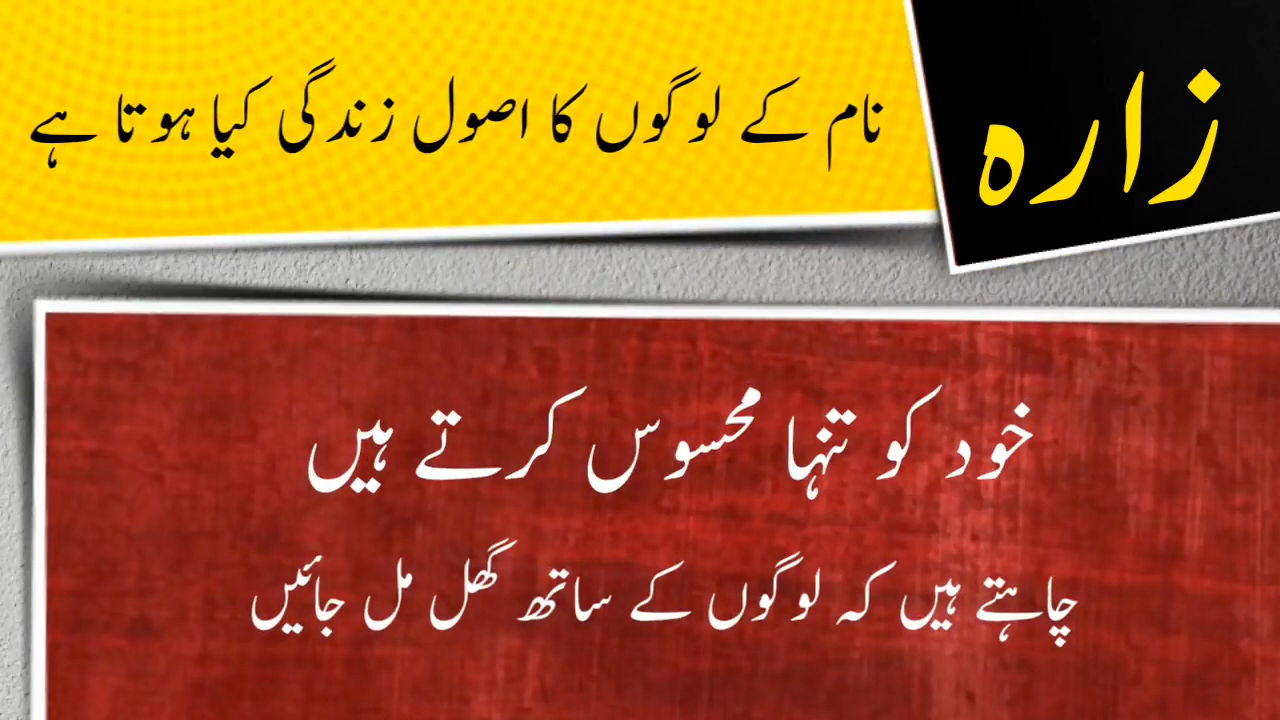 زارہ
نام کے لوگوں کا اصول زندگی کیا ہوتا ہے
خود کو تنہا محسوس کرتے ہیں
چاہتے ہیں کہ لوگوں کے ساتھ گھل مل جائیں